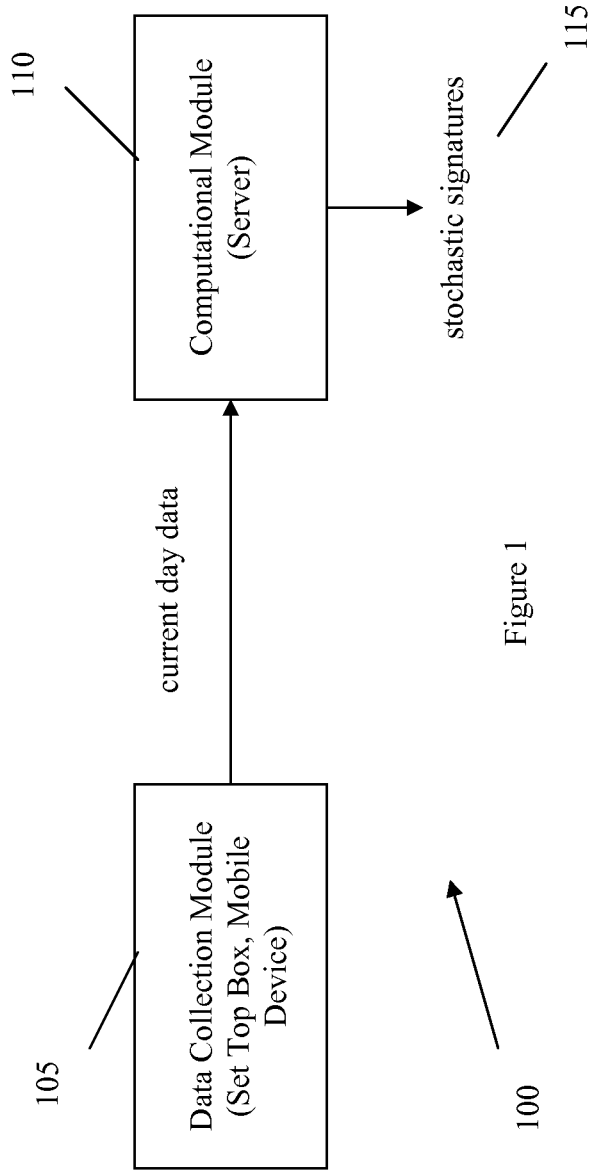 105
110
Data Collection Module
(Set Top Box, Mobile
Device)
current day data
Computational Module
(Server)
stochastic signatures
115
100
Figure 1